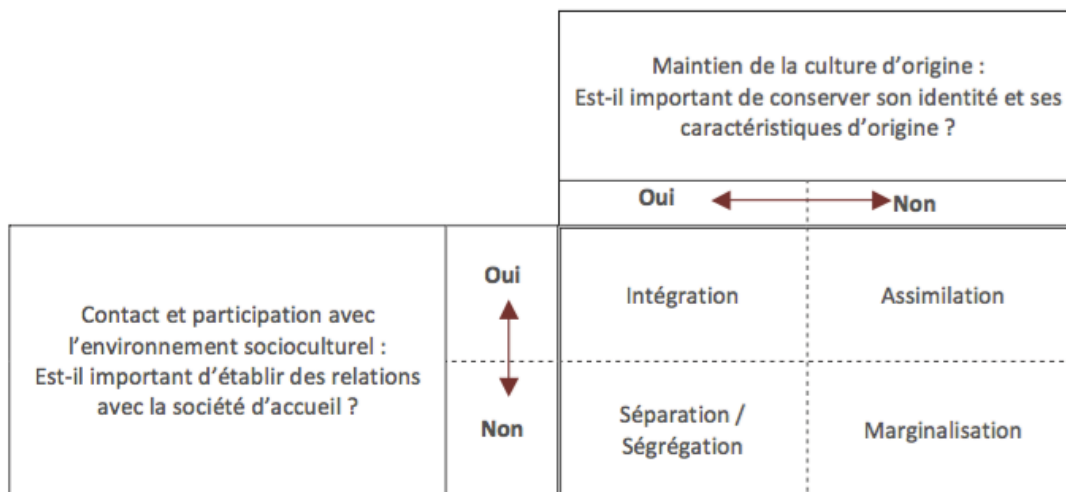 Maintien de la culture d'origine :
Est-il important de conserver son identité et ses
caractéristiques d'origine ?
Oui
Non
Contact et participation avec
l'environnement socioculturel :
Est-il important d'établir des relations
avec la société d'accueil ?
Oui
Non
Intégration
Assimilation
Séparation /
Ségrégation
Marginalisation